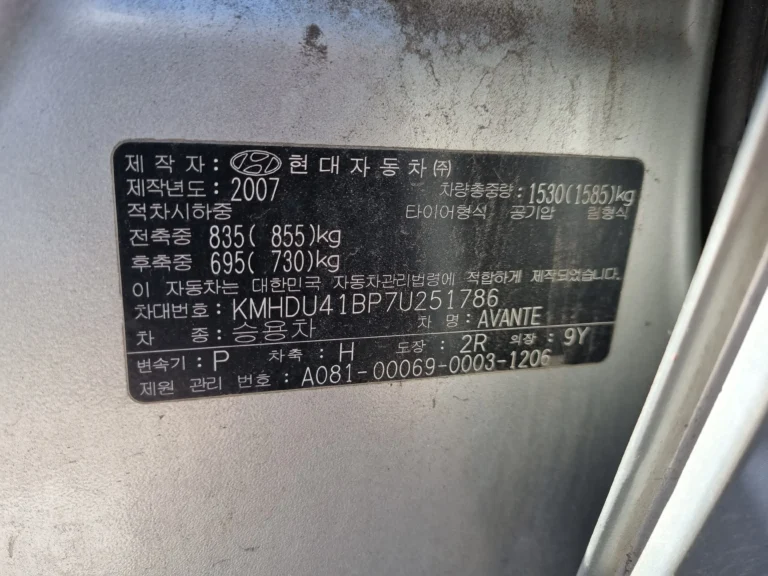 제작자: 현대자동차(주)
제작년도: 2007 차량총중량: 1530(1585)kg
적차시하중 타이어형식 공기압 림형식
전축중 835( 855)kg
후축중 695( 730)kg
이 자동차는 대한민국 자동차관리법령에 적합하게 제작되었음.
차대번호: KMHDU41BP7U251786
차 종: 승용차 차 명: AVANTE
변속기: P 차축: H 도장: 2R 의장: 9Y
제원 관리 번호: A081-00069-0003-1206